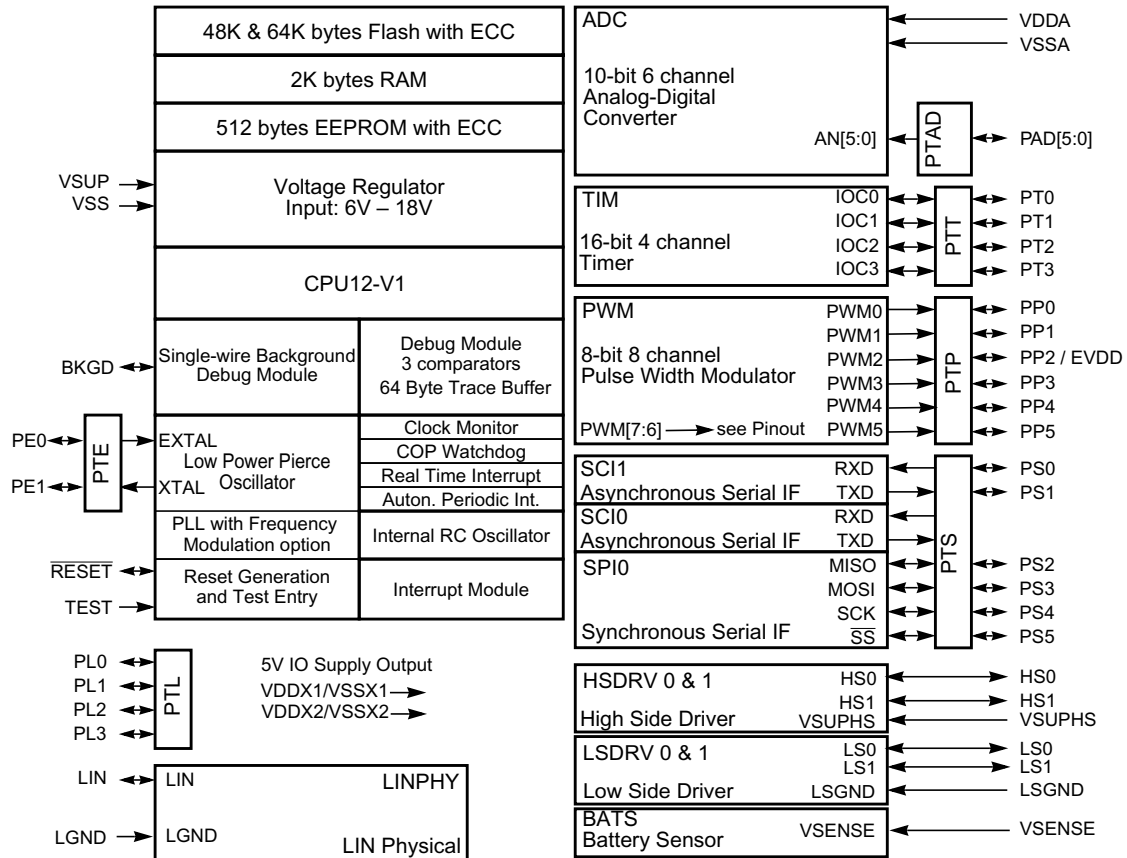 48K & 64K bytes Flash with ECC
2K bytes RAM
512 bytes EEPROM with ECC
VSUP
VSS
Voltage Regulator
Input: 6V – 18V
CPU12-V1
BKGD
Single-wire Background
Debug Module
Debug Module
3 comparators
64 Byte Trace Buffer
PE0
PE1
PTE
EXTAL
Low Power Pierce
Oscillator
XTAL
Clock Monitor
COP Watchdog
Real Time Interrupt
Auton. Periodic Int.
PLL with Frequency
Modulation option
Internal RC Oscillator
RESET
TEST
Reset Generation
and Test Entry
Interrupt Module
PL0
PL1
PL2
PL3
PTL
5V IO Supply Output
VDDX1/VSSX1
VDDX2/VSSX2
LIN
LIN
LINPHY
LGND
LGND
LIN Physical
ADC
VDDA
VSSA
10-bit 6 channel
Analog-Digital
Converter
AN[5:0]
PTAD
PAD[5:0]
TIM
16-bit 4 channel
Timer
IOC0
IOC1
IOC2
IOC3
PTT
PT0
PT1
PT2
PT3
PWM
8-bit 8 channel
Pulse Width Modulator
PWM[7:6] see Pinout
PWM0
PWM1
PWM2
PWM3
PWM4
PWM5
PTP
PP0
PP1
PP2 / EVDD
PP3
PP4
PP5
SCI1
Asynchronous Serial IF
RXD
TXD
SCI0
Asynchronous Serial IF
RXD
TXD
SPI0
Synchronous Serial IF
MISO
MOSI
SCK
SS
PTS
PS0
PS1
PS2
PS3
PS4
PS5
HSDRV 0 & 1
High Side Driver
HS0
HS1
VSUPHS
HS0
HS1
VSUPHS
LSDRV 0 & 1
Low Side Driver
LS0
LS1
LSGND
LS0
LS1
LSGND
BATS
Battery Sensor
VSENSE
VSENSE